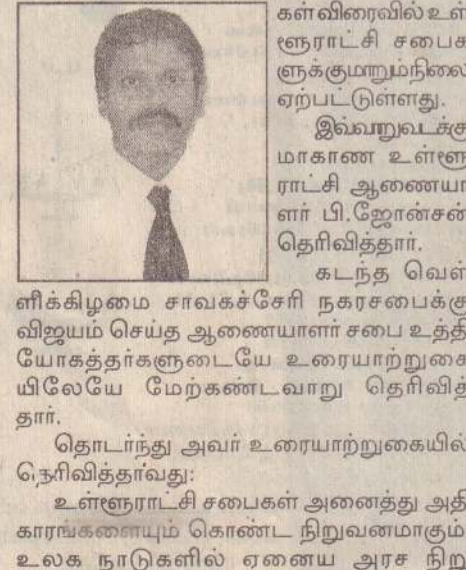 கள் விரைவில் உள்
ளூராட்சி சபைக
ளுக்குமாறும்நிலை
ஏற்பட்டுள்ளது.
இவ்வாறுவடக்கு
மாகாண உள்ளூ
ராட்சி ஆணையா
ளர் பி.ஜோன்சன்
தெரிவித்தார்.
கடந்த வெள்
ளிக்கிழமை சாவகச்சேரி நகரசபைக்கு
விஜயம் செய்த ஆணையாளர் சபை உத்தி
யோகத்தர்களுடையே உரையாற்றுகை
யிலேயே மேற்கண்டவாறு தெரிவித்
தார்.
தொடர்ந்து அவர் உரையாற்றுகையில்
தெரிவித்தாவது:
உள்ளூராட்சி சபைகள் அனைத்து அதி
காரங்களையும் கொண்ட நிறுவனமாகும்
உலக நாடுகளில் ஏனைய அரச நிறு